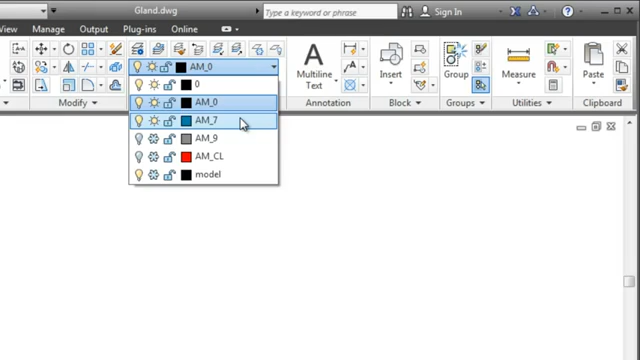 Gland.dwg
Type a keyword or phrase
Sign In
View
Manage
Output
Plug-ins
Online
AM_0
0
AM_0
AM_7
AM_9
AM_CL
model
Modify
Multiline
Text
Annotation
Insert
Block
Group
Groups
Measure
Utilities
Paste
Clipboard